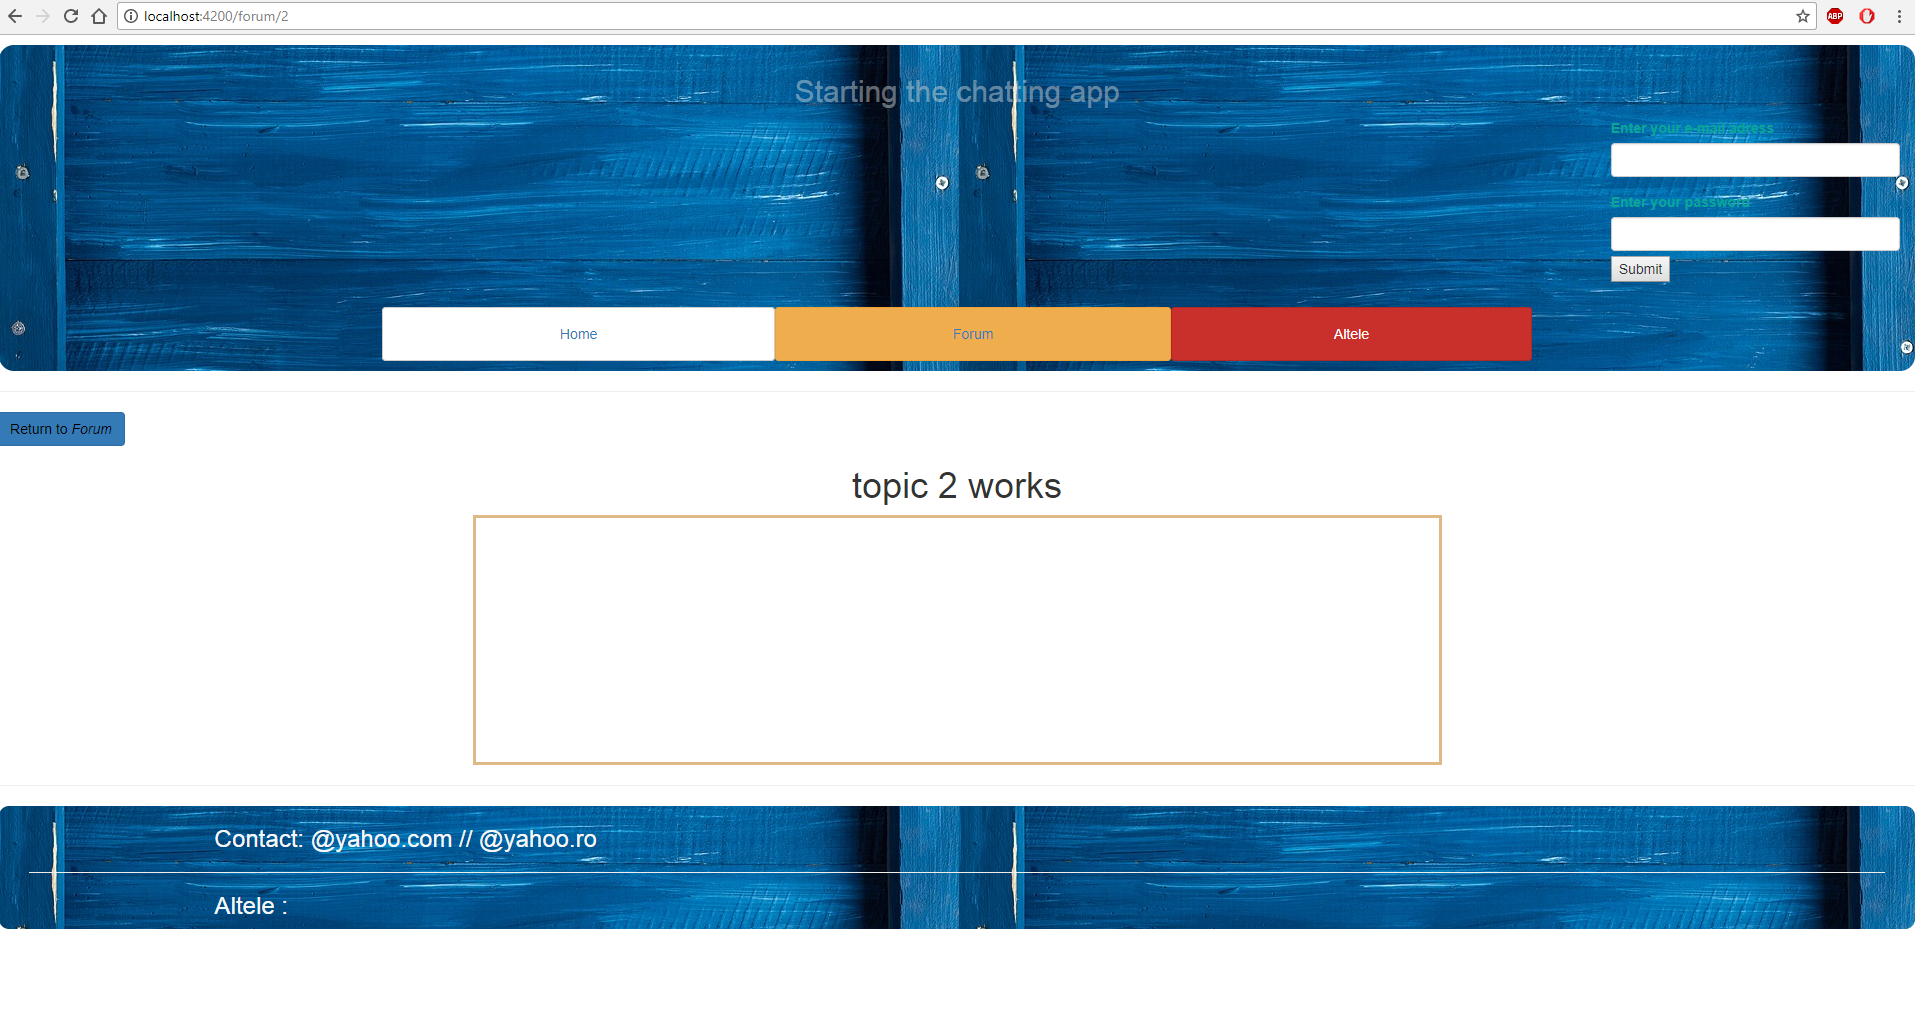 localhost:4200/forum/2
ABP
Starting the chatting app
Enter your e-mail adress
Enter your password
Submit
Home
Forum
Altele
Return to Forum
topic 2 works
Contact: @yahoo.com // @yahoo.ro
Altele :